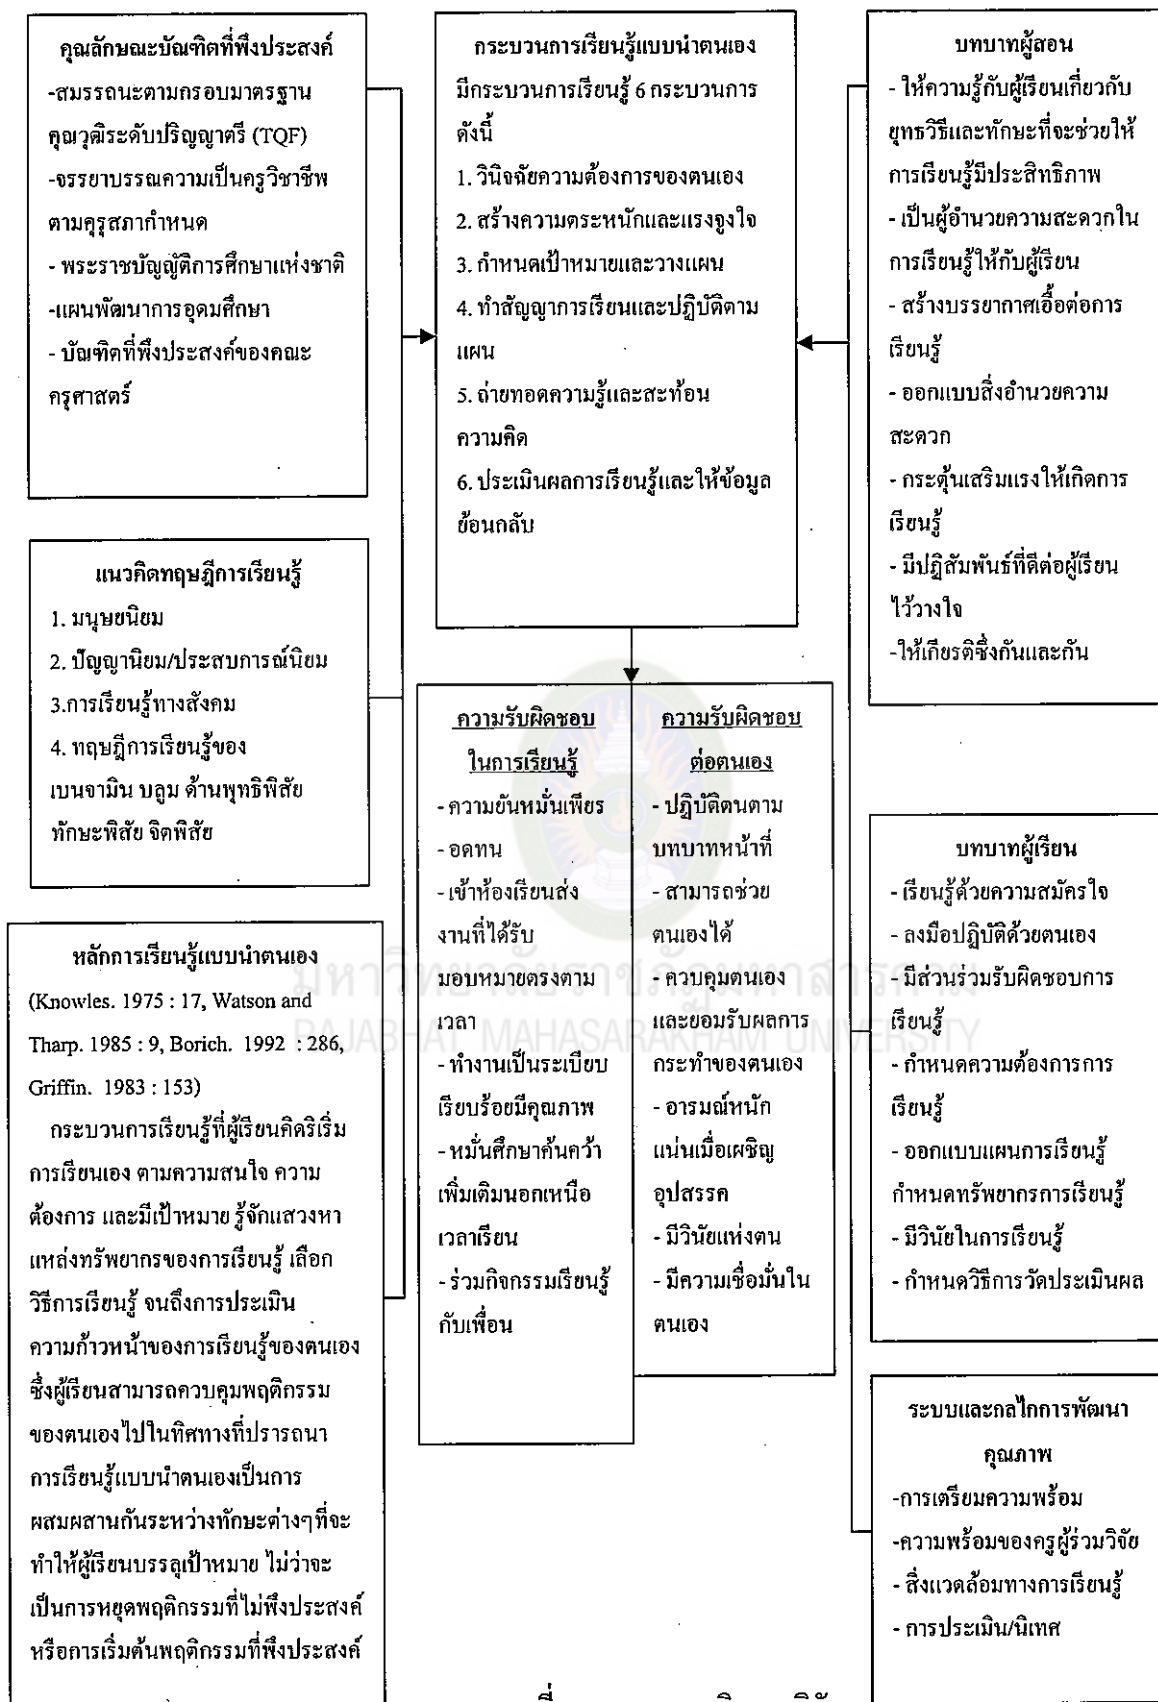 คุณลักษณะบัณฑิตที่พึงประสงค์
-สมรรถนะตามกรอบมาตรฐาน
คุณวุฒิระดับปริญญาตรี (TQF)
-จรรยาบรรณความเป็นครูวิชาชีพ
ตามคุรุสภากำหนด
- พระราชบัญญัติการศึกษาแห่งชาติ
-แผนพัฒนาการอุดมศึกษา
- บัณฑิตที่พึงประสงค์ของคณะ
ครุศาสตร์
แนวคิดทฤษฎีการเรียนรู้
1. มนุษยนิยม
2. ปัญญานิยม/ประสบการณ์นิยม
3.การเรียนรู้ทางสังคม
4. ทฤษฎีการเรียนรู้ของ
เบนจามิน บลูม ด้านพุทธิพิสัย
ทักษะพิสัย จิตพิสัย
หลักการเรียนรู้แบบนำตนเอง
(Knowles. 1975 : 17, Watson and
Tharp. 1985 : 9, Borich. 1992 : 286,
Griffin. 1983 : 153)
กระบวนการเรียนรู้ที่ผู้เรียนคิดริเริ่ม
การเรียนเอง ตามความสนใจ ความ
ต้องการ และมีเป้าหมาย รู้จักแสวงหา
แหล่งทรัพยากรของการเรียนรู้ เลือก
วิธีการเรียนรู้ จนถึงการประเมิน
ความก้าวหน้าของการเรียนรู้ของตนเอง
ซึ่งผู้เรียนสามารถควบคุมพฤติกรรม
ของตนเองไปในทิศทางที่ปรารถนา
การเรียนรู้แบบนำตนเองเป็นการ
ผสมผสานกันระหว่างทักษะต่างๆที่จะ
ทำให้ผู้เรียนบรรลุเป้าหมาย ไม่ว่าจะ
เป็นการหยุดพฤติกรรมที่ไม่พึงประสงค์
หรือการเริ่มต้นพฤติกรรมที่พึงประสงค์
กระบวนการเรียนรู้แบบนำตนเอง
มีกระบวนการเรียนรู้ 6 กระบวนการ
ดังนี้
1. วินิจฉัยความต้องการของตนเอง
2. สร้างความตระหนักและแรงจูงใจ
3. กำหนดเป้าหมายและวางแผน
4. ทำสัญญาการเรียนและปฏิบัติตาม
แผน
5. ถ่ายทอดความรู้และสะท้อน
ความคิด
6. ประเมินผลการเรียนรู้และให้ข้อมูล
ย้อนกลับ
ความรับผิดชอบ
ในการเรียนรู้
- ความขยันหมั่นเพียร
- อดทน
-เข้าห้องเรียนส่ง
งานที่ได้รับ
มอบหมายตรงตาม
เวลา
- ทำงานเป็นระเบียบ
เรียบร้อยมีคุณภาพ
-หมั่นศึกษาค้นคว้า
เพิ่มเติมนอกเหนือ
เวลาเรียน
-ร่วมกิจกรรมเรียนรู้
กับเพื่อน
ความรับผิดชอบ
ต่อตนเอง
- ปฏิบัติตนตาม
บทบาทหน้าที่
- สามารถช่วย
ตนเองได้
- ควบคุมตนเอง
และยอมรับผลการ
กระทำของตนเอง
- อารมณ์หนัก
แน่นเมื่อเผชิญ
อุปสรรค
- มีวินัยแห่งตน
- มีความเชื่อมั่นใน
ตนเอง
บทบาทผู้สอน
- ให้ความรู้กับผู้เรียนเกี่ยวกับ
ยุทธวิธีและทักษะที่จะช่วยให้
การเรียนรู้มีประสิทธิภาพ
- เป็นผู้อำนวยความสะดวกใน
การเรียนรู้ให้กับผู้เรียน
- สร้างบรรยากาศเอื้อต่อการ
เรียนรู้
- ออกแบบสิ่งอำนวยความ
สะดวก
- กระตุ้นเสริมแรงให้เกิดการ
เรียนรู้
- มีปฏิสัมพันธ์ที่ดีต่อผู้เรียน
ไว้วางใจ
-ให้เกียรติซึ่งกันและกัน
บทบาทผู้เรียน
- เรียนรู้ด้วยความสมัครใจ
- ลงมือปฏิบัติด้วยตนเอง
- มีส่วนร่วมรับผิดชอบการ
เรียนรู้
- กำหนดความต้องการการ
เรียนรู้
- ออกแบบแผนการเรียนรู้
กำหนดทรัพยากรการเรียนรู้
- มีวินัยในการเรียนรู้
- กำหนดวิธีการวัดประเมินผล
ระบบและกลไกการพัฒนา
คุณภาพ
-การเตรียมความพร้อม
-ความพร้อมของครูผู้ร่วมวิจัย
- สิ่งแวดล้อมทางการเรียนรู้
- การประเมิน/นิเทศ
มหาวิทยาลัยราชภัฏมหาสารคาม
RAJABHAT MAHASARAKHAM UNIVERSITY